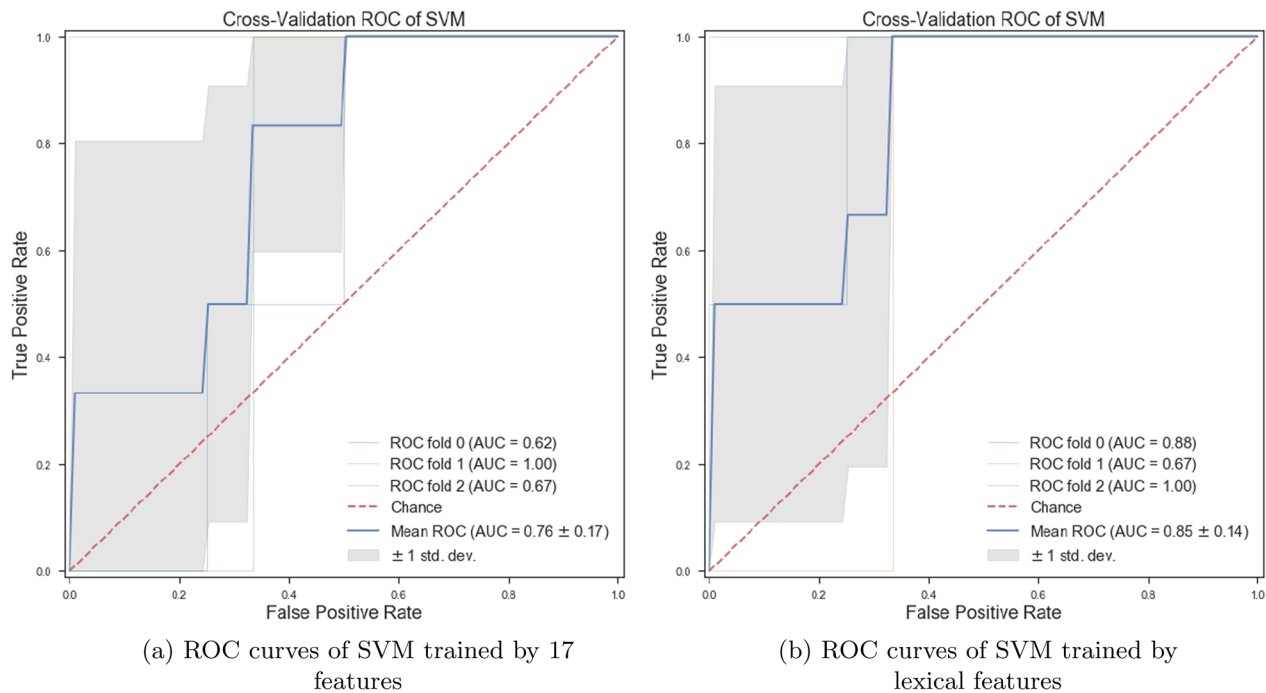 Cross-Validation ROC of SVM
True Positive Rate
1.0
0.8
0.6
0.4
0.2
0.0
ROC fold 0 (AUC = 0.62)
ROC fold 1 (AUC = 1.00)
ROC fold 2 (AUC = 0.67)
Chance
Mean ROC (AUC = 0.76 ± 0.17)
± 1 std. dev.
0.0 0.2 0.4 0.6 0.8 1.0
False Positive Rate
(a) ROC curves of SVM trained by 17
features
Cross-Validation ROC of SVM
True Positive Rate
1.0
0.8
0.6
0.4
0.2
0.0
ROC fold 0 (AUC = 0.88)
ROC fold 1 (AUC = 0.67)
ROC fold 2 (AUC = 1.00)
Chance
Mean ROC (AUC = 0.85 ± 0.14)
± 1 std. dev.
0.0 0.2 0.4 0.6 0.8 1.0
False Positive Rate
(b) ROC curves of SVM trained by
lexical features